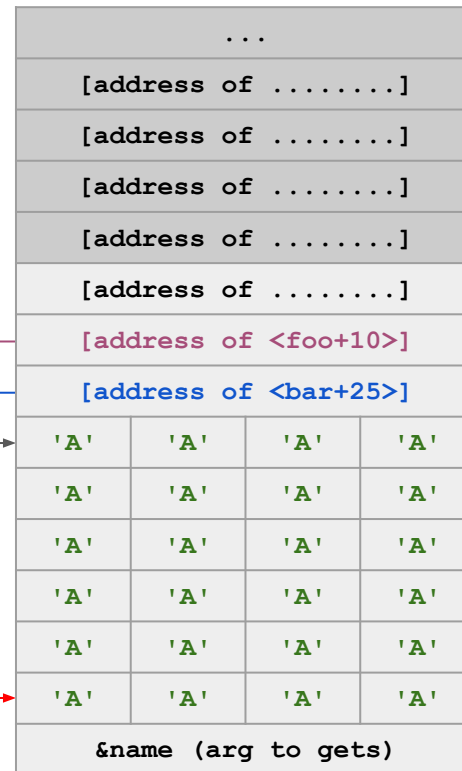 ...
[address of ........]
[address of ........]
[address of ........]
[address of ........]
[address of ........]
[address of <foo+10>]
[address of <bar+25>]
'A' 'A' 'A' 'A'
'A' 'A' 'A' 'A'
'A' 'A' 'A' 'A'
'A' 'A' 'A' 'A'
'A' 'A' 'A' 'A'
'A' 'A' 'A' 'A'
&name (arg to gets)